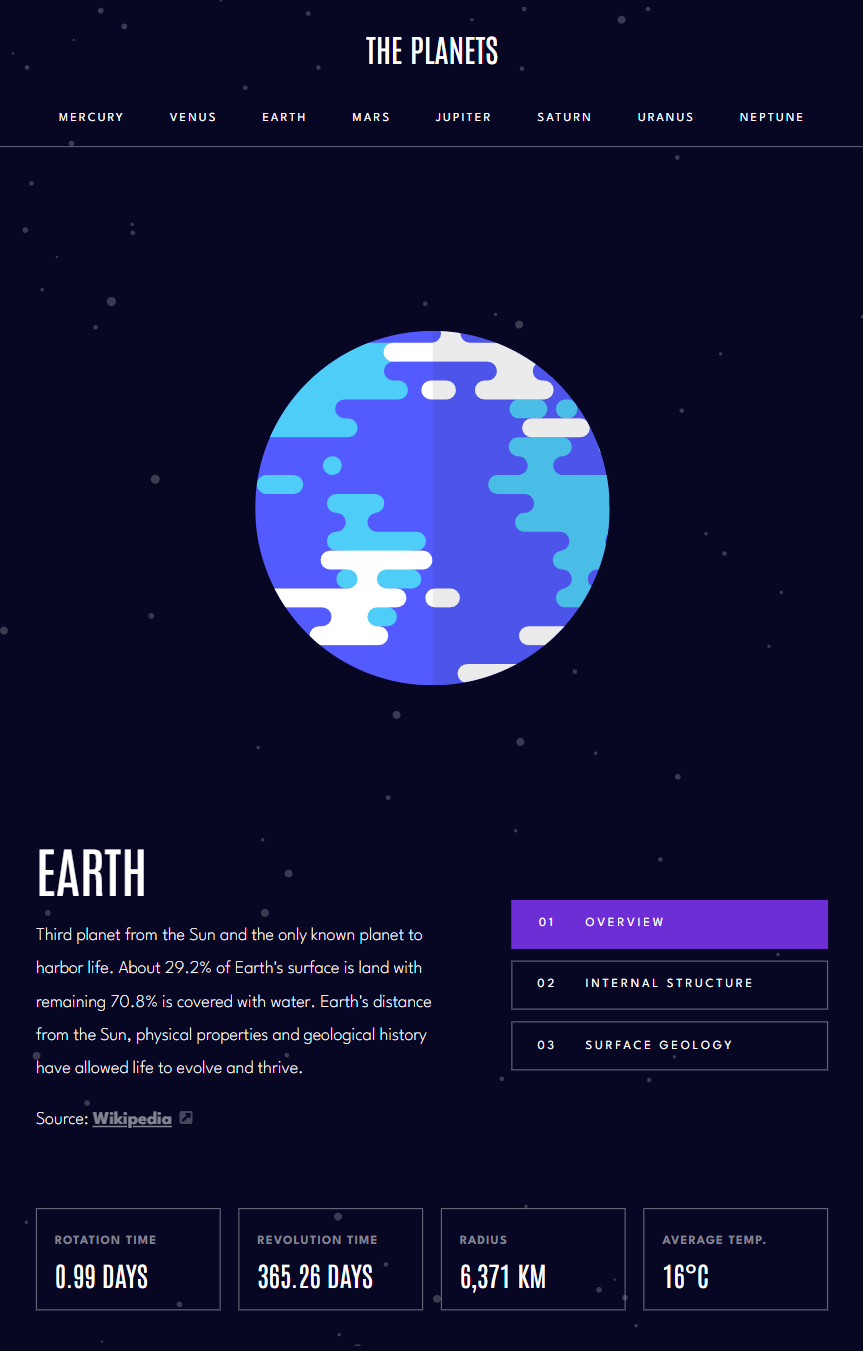 THE PLANETS
MERCURY VENUS EARTH MARS JUPITER SATURN URANUS NEPTUNE
EARTH
Third planet from the Sun and the only known planet to
harbor life. About 29.2% of Earth's surface is land with
remaining 70.8% is covered with water. Earth's distance
from the Sun, physical properties and geological history
have allowed life to evolve and thrive.
Source: Wikipedia
01 OVERVIEW
02 INTERNAL STRUCTURE
03 SURFACE GEOLOGY
ROTATION TIME
0.99 DAYS
REVOLUTION TIME
365.26 DAYS
RADIUS
6,371 KM
AVERAGE TEMP.
16°C